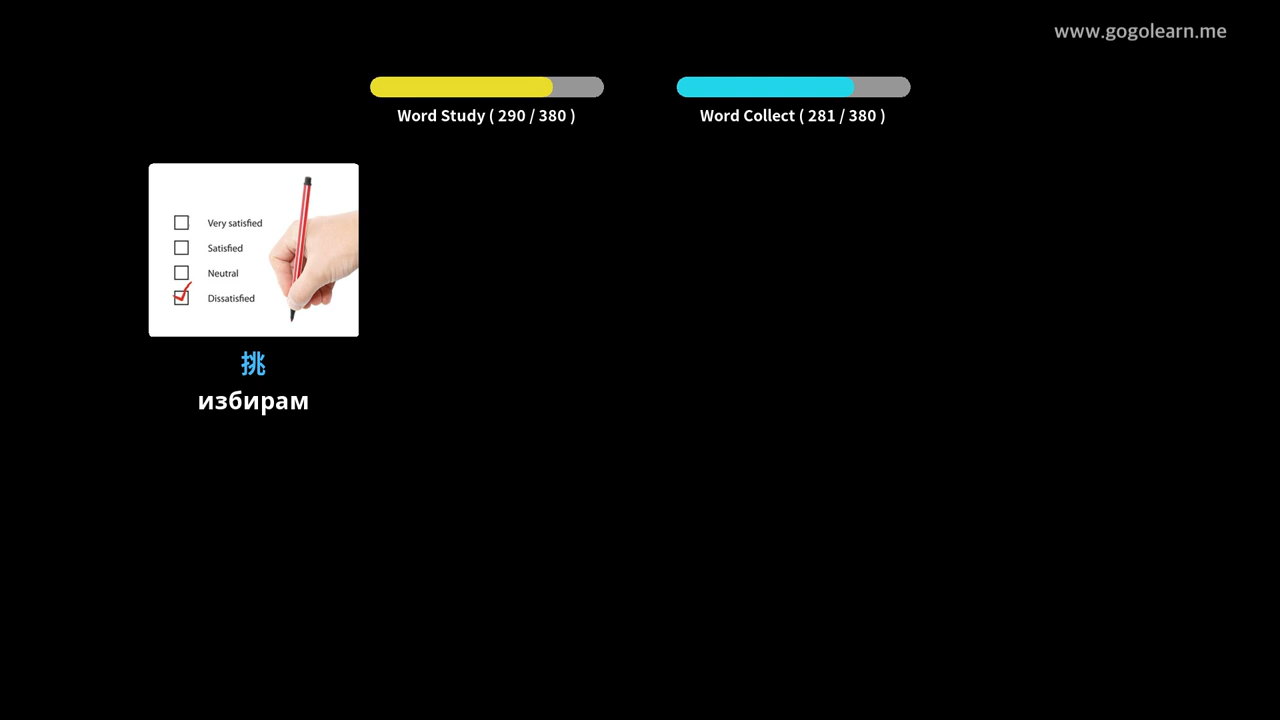 www.gogolearn.me
Word Study ( 290 / 380 )
Word Collect ( 281 / 380 )
Very satisfied
Satisfied
Neutral
Dissatisfied
挑
избирам